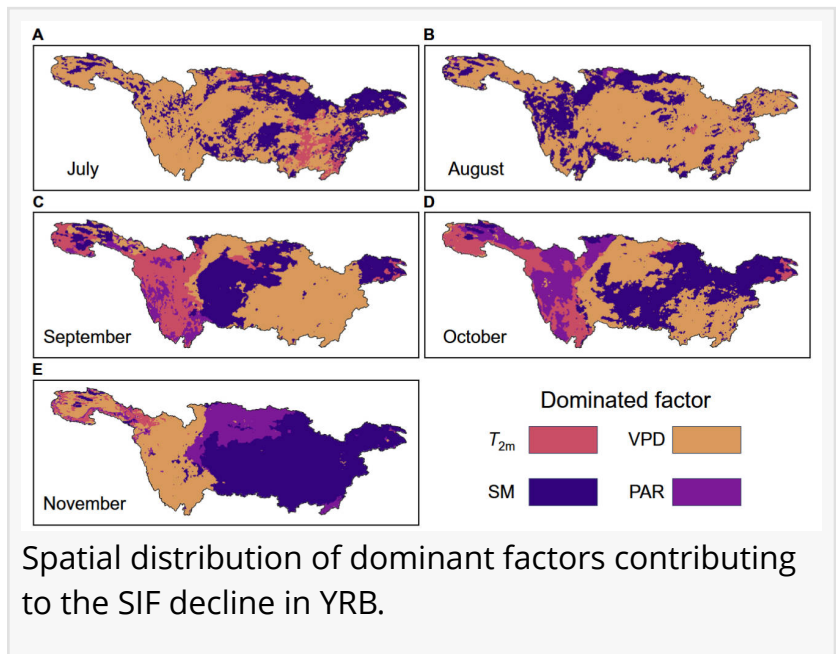 A
July
B
August
C
September
D
October
E
November
Dominated factor
T2m
VPD
SM
PAR
Spatial distribution of dominant factors contributing
to the SIF decline in YRB.